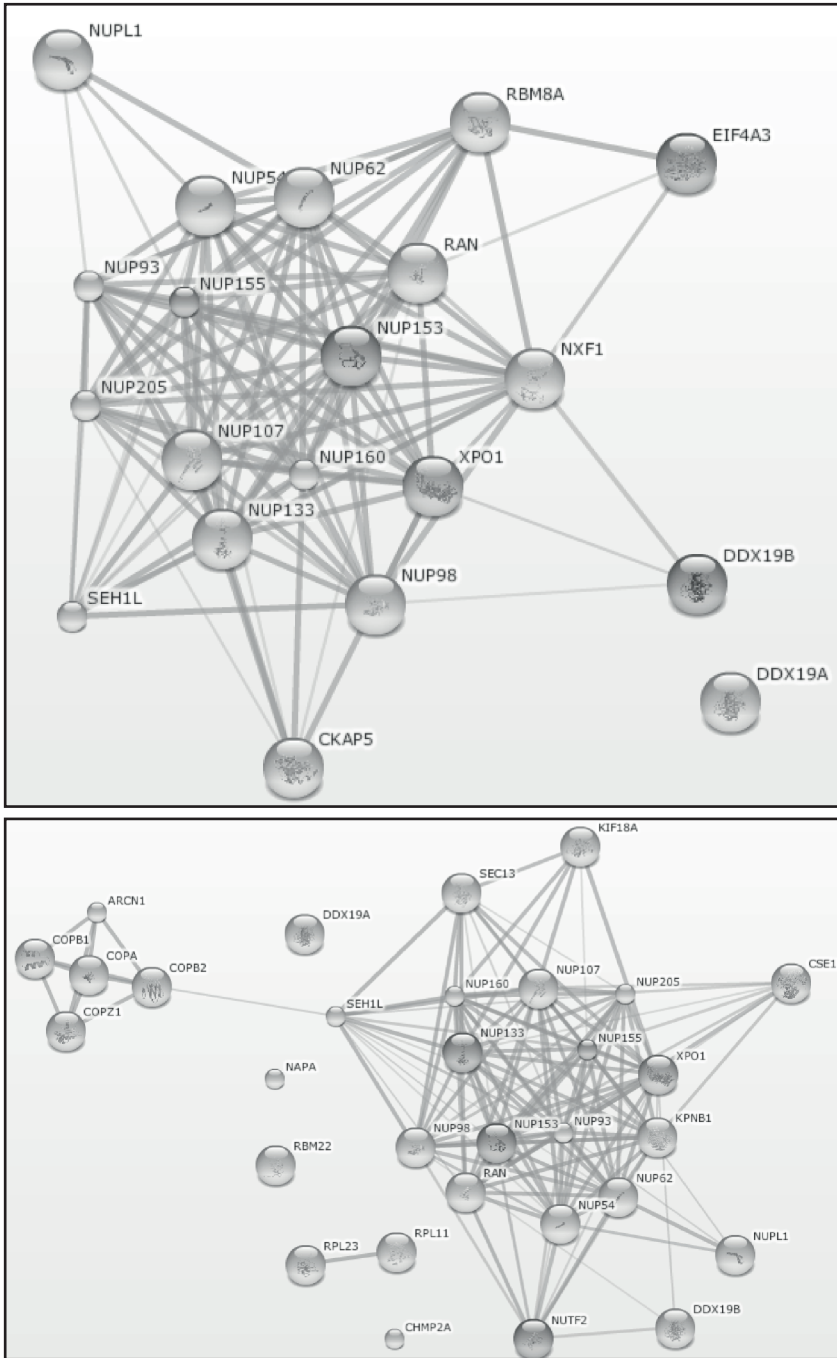 NUPL1
RBM8A
EIF4A3
NUP54
NUP62
RAN
NUP93
NUP155
NUP153
NXF1
NUP205
NUP107
NUP160
XPO1
NUP133
DDX19B
NUP98
SEH1L
DDX19A
CKAP5
KIF18A
SEC13
ARCN1
DDX19A
COPB1
COPA
COPB2
NUP107
CSE1
NUP160
NUP205
SEH1L
COPZ1
NUP133
NUP155
XPO1
NAPA
NUP98
NUP153
NUP93
KPNB1
RBM22
RAN
NUP62
NUP54
RPL23
RPL11
NUPL1
DDX19B
CHMP2A
NUTF2